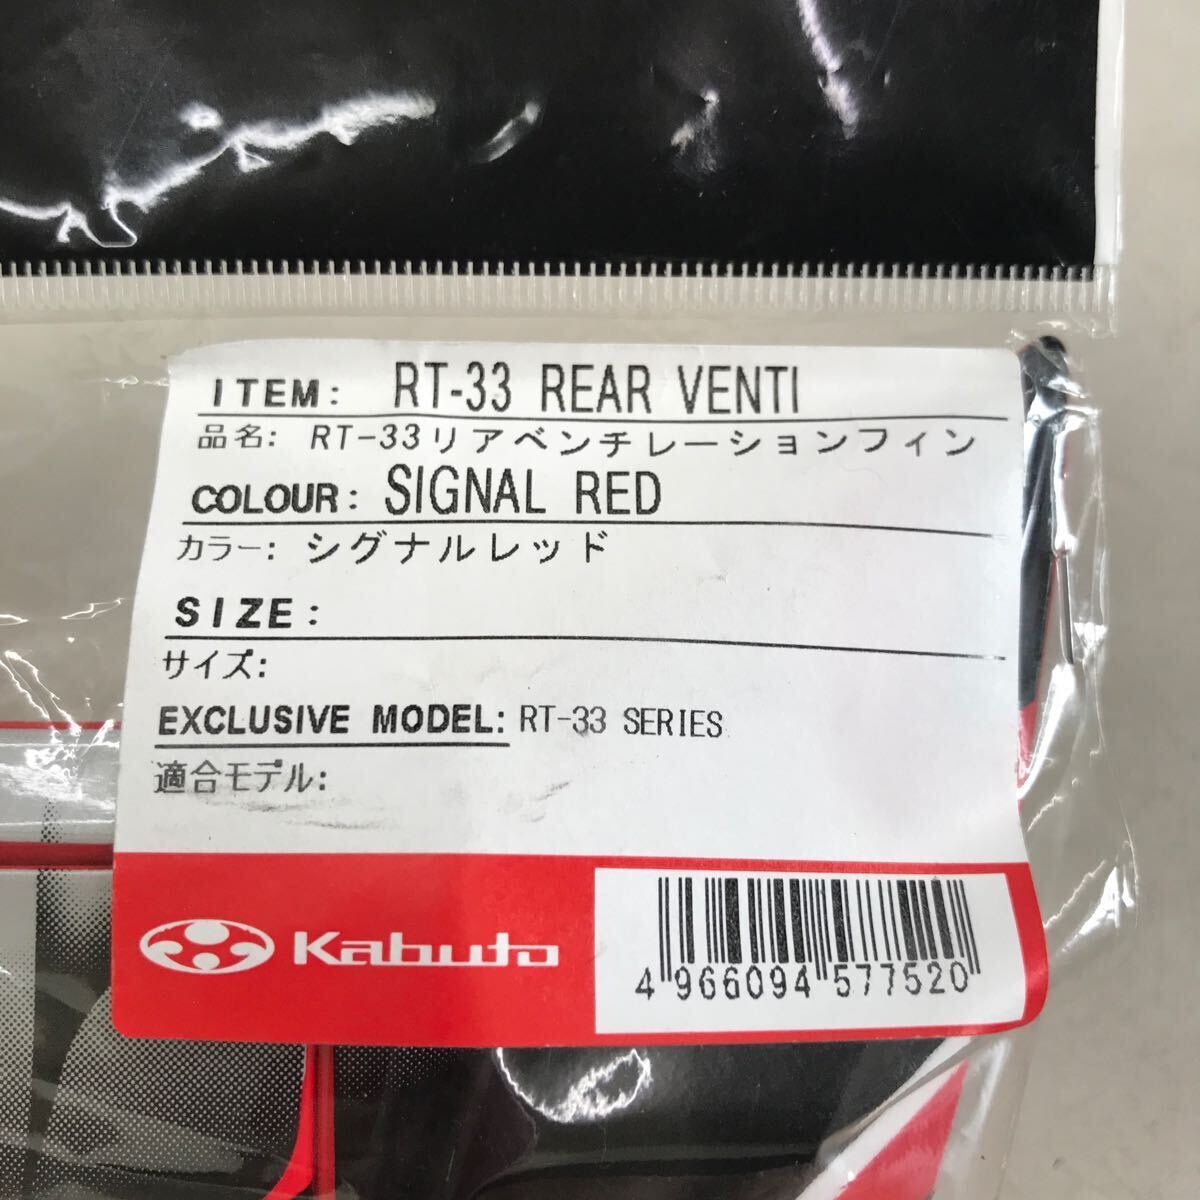 ITEM: RT-33 REAR VENTI
品名: RT-33リアベンチレーションフィン
COLOUR: SIGNAL RED
カラー: シグナルレッド
SIZE:
サイズ:
EXCLUSIVE MODEL: RT-33 SERIES
適合モデル:
Kabuto
4 966094 577520